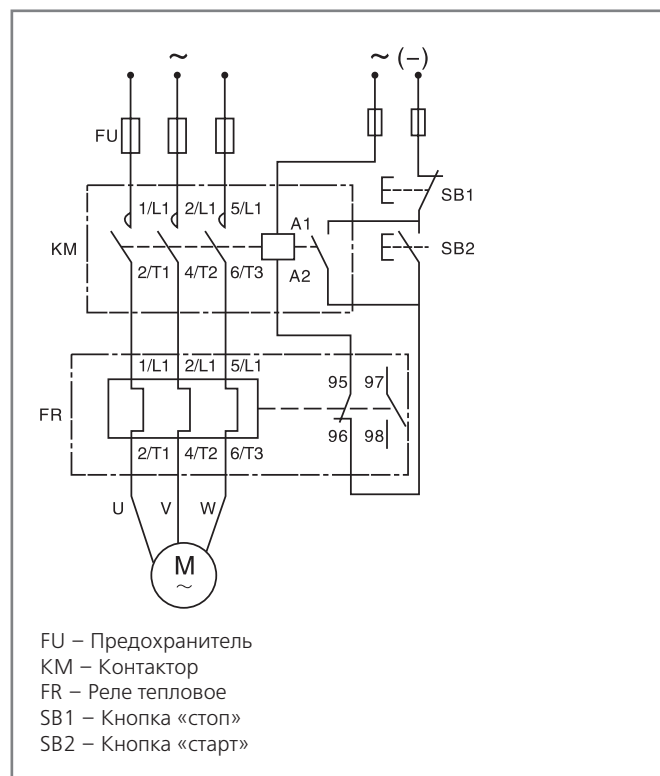 ~ ~ (–)
FU
1/L1 2/L1 5/L1
A1
SB1
KM
SB2
2/T1 4/T2 6/T3
A2
1/L1 2/L1 5/L1
95 97
FR
96 98
2/T1 4/T2 6/T3
U V W
M
~
FU – Предохранитель
КМ – Контактор
FR – Реле тепловое
SB1 – Кнопка «стоп»
SB2 – Кнопка «старт»